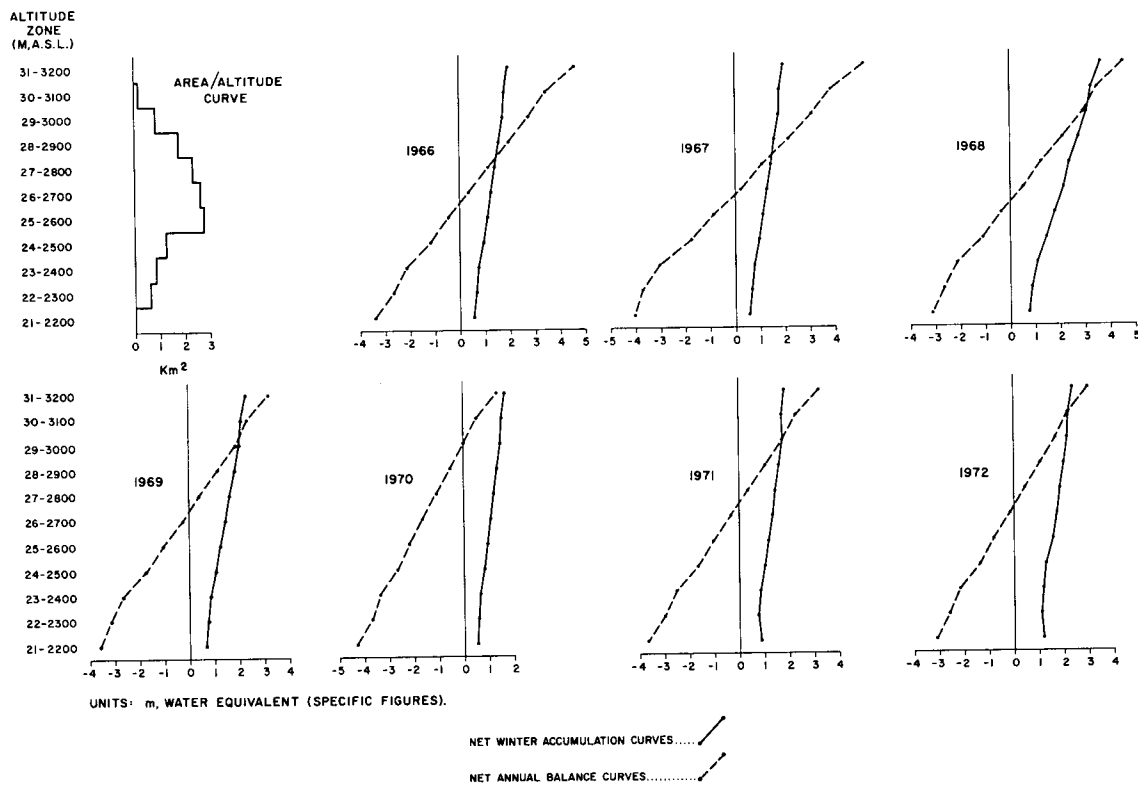 ALTITUDE
ZONE
(M,A.S.L.)
31-3200
30-3100
29-3000
28-2900
27-2800
26-2700
25-2600
24-2500
23-2400
22-2300
21-2200
AREA/ALTITUDE
CURVE
0 1 2 3
Km2
1966
-4 -3 -2 -1 0 1 2 3 4 5
1967
-5 -4 -3 -2 -1 0 1 2 3 4 5
1968
-4 -3 -2 -1 0 1 2 3 4 5
31-3200
30-3100
29-3000
28-2900
27-2800
26-2700
25-2600
24-2500
23-2400
22-2300
21-2200
1969
-4 -3 -2 -1 0 1 2 3 4
1970
-5 -4 -3 -2 -1 0 1 2
1971
-4 -3 -2 -1 0 1 2 3 4
1972
-4 -3 -2 -1 0 1 2 3 4
UNITS: m, WATER EQUIVALENT (SPECIFIC FIGURES).
NET WINTER ACCUMULATION CURVES.....
NET ANNUAL BALANCE CURVES............